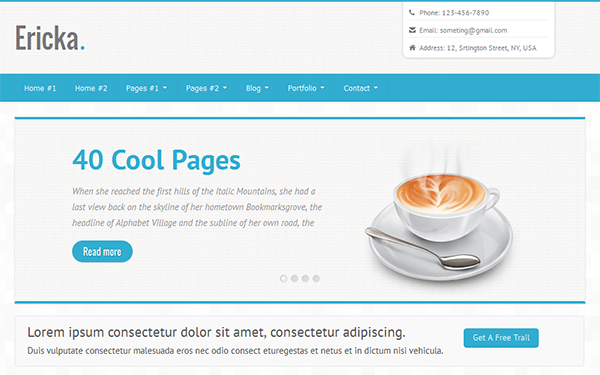 Ericka.
Phone: 123-456-7890
Email: someting@gmail.com
Address: 12, Srtington Street, NY, USA
Home #1 Home #2 Pages #1 Pages #2 Blog Portfolio Contact
40 Cool Pages
When she reached the first hills of the Italic Mountains, she had a
last view back on the skyline of her hometown Bookmarksgrove, the
headline of Alphabet Village and the subline of her own road, the
Read more
Lorem ipsum consectetur dolor sit amet, consectetur adipiscing.
Duis vulputate consectetur malesuada eros nec odio consect eturegestas et netus et in dictum nisi vehicula.
Get A Free Trail